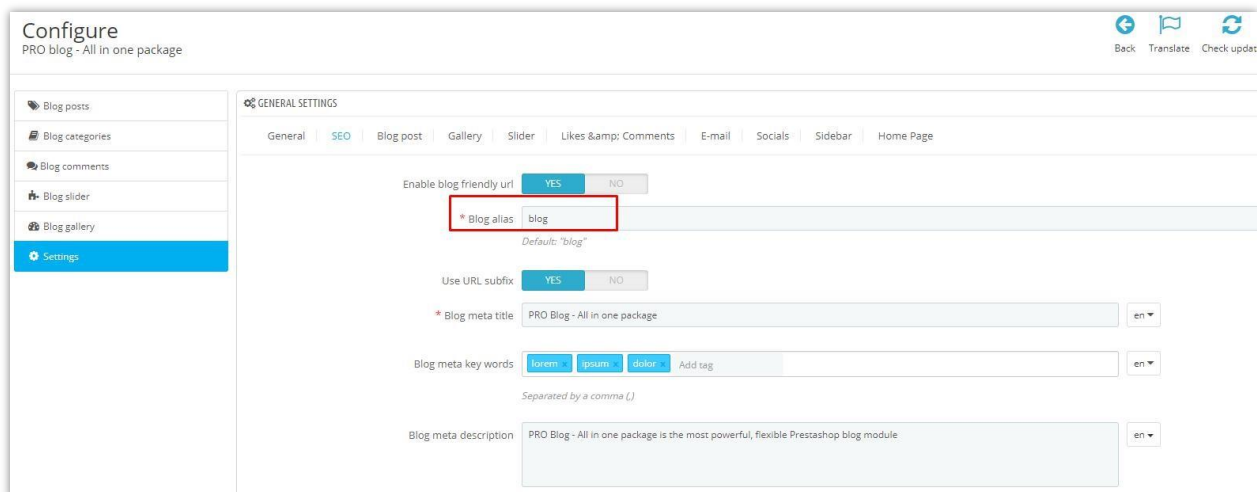 Configure
PRO blog - All in one package
Back Translate Check updat
Blog posts
Blog categories
Blog comments
Blog slider
Blog gallery
Settings
GENERAL SETTINGS
General SEO Blog post Gallery Slider Likes &amp; Comments E-mail Socials Sidebar Home Page
Enable blog friendly url YES NO
* Blog alias blog
Default: "blog"
Use URL subfix YES NO
* Blog meta title PRO Blog - All in one package en
Blog meta key words lorem × ipsum × dolor × Add tag en
Separated by a comma (,)
Blog meta description PRO Blog - All in one package is the most powerful, flexible Prestashop blog module en